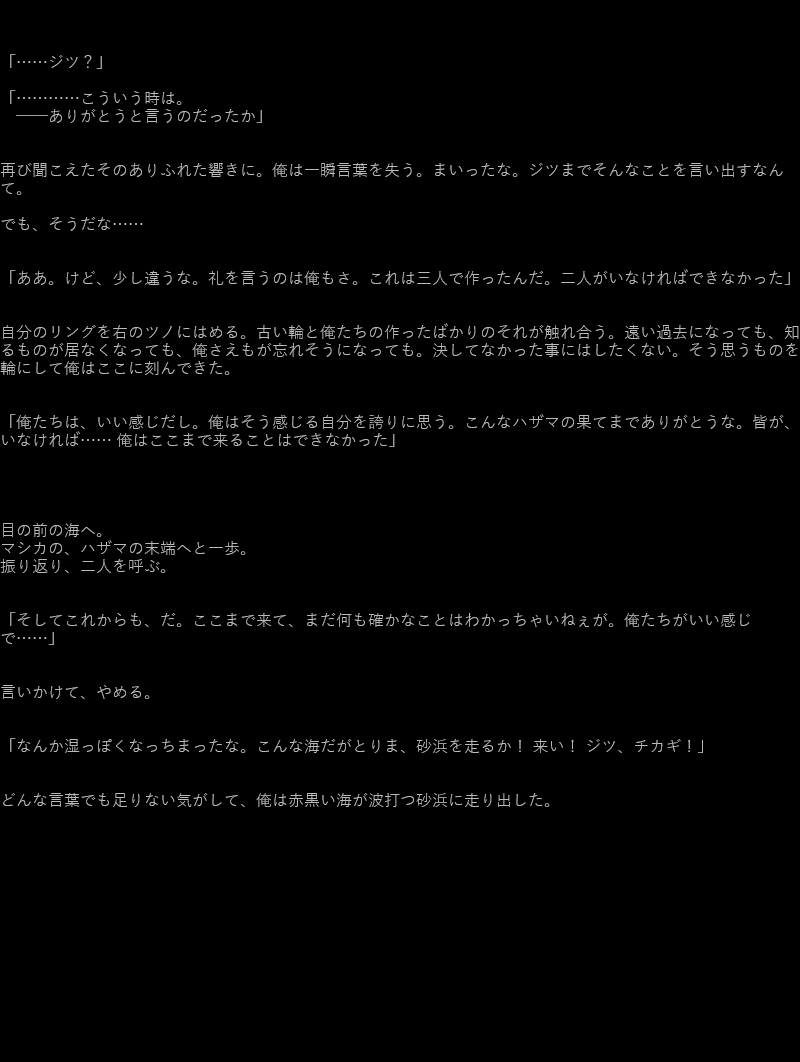 「……ジツ？」
「…………こういう時は。
　──ありがとうと言うのだったか」
再び聞こえたそのありふれた響きに。俺は一瞬言葉を失う。まいったな。ジツまでそんなことを言い出すなん
て。
でも、そうだな……
「ああ。けど、少し違うな。礼を言うのは俺もさ。これは三人で作ったんだ。二人がいなければできなかった」
自分のリングを右のツノにはめる。古い輪と俺たちの作ったばかりのそれが触れ合う。遠い過去になっても、知
るものが居なくなっても、俺さえもが忘れそうになっても。決してなかった事にはしたくない。そう思うものを
輪にして俺はここに刻んできた。
「俺たちは、いい感じだし。俺はそう感じる自分を誇りに思う。こんなハザマの果てまでありがとうな。皆が、
いなければ…… 俺はここまで来ることはできなかった」
目の前の海へ。
マシカの、ハザマの末端へと一歩。
振り返り、二人を呼ぶ。
「そしてこれからも、だ。ここまで来て、まだ何も確かなことはわかっちゃいねぇが。俺たちがいい感じ
で……」
言いかけて、やめる。
「なんか湿っぽくなっちまったな。こんな海だがとりま、砂浜を走るか！ 来い！ ジツ、チカギ！」
どんな言葉でも足りない気がして、俺は赤黒い海が波打つ砂浜に走り出した。